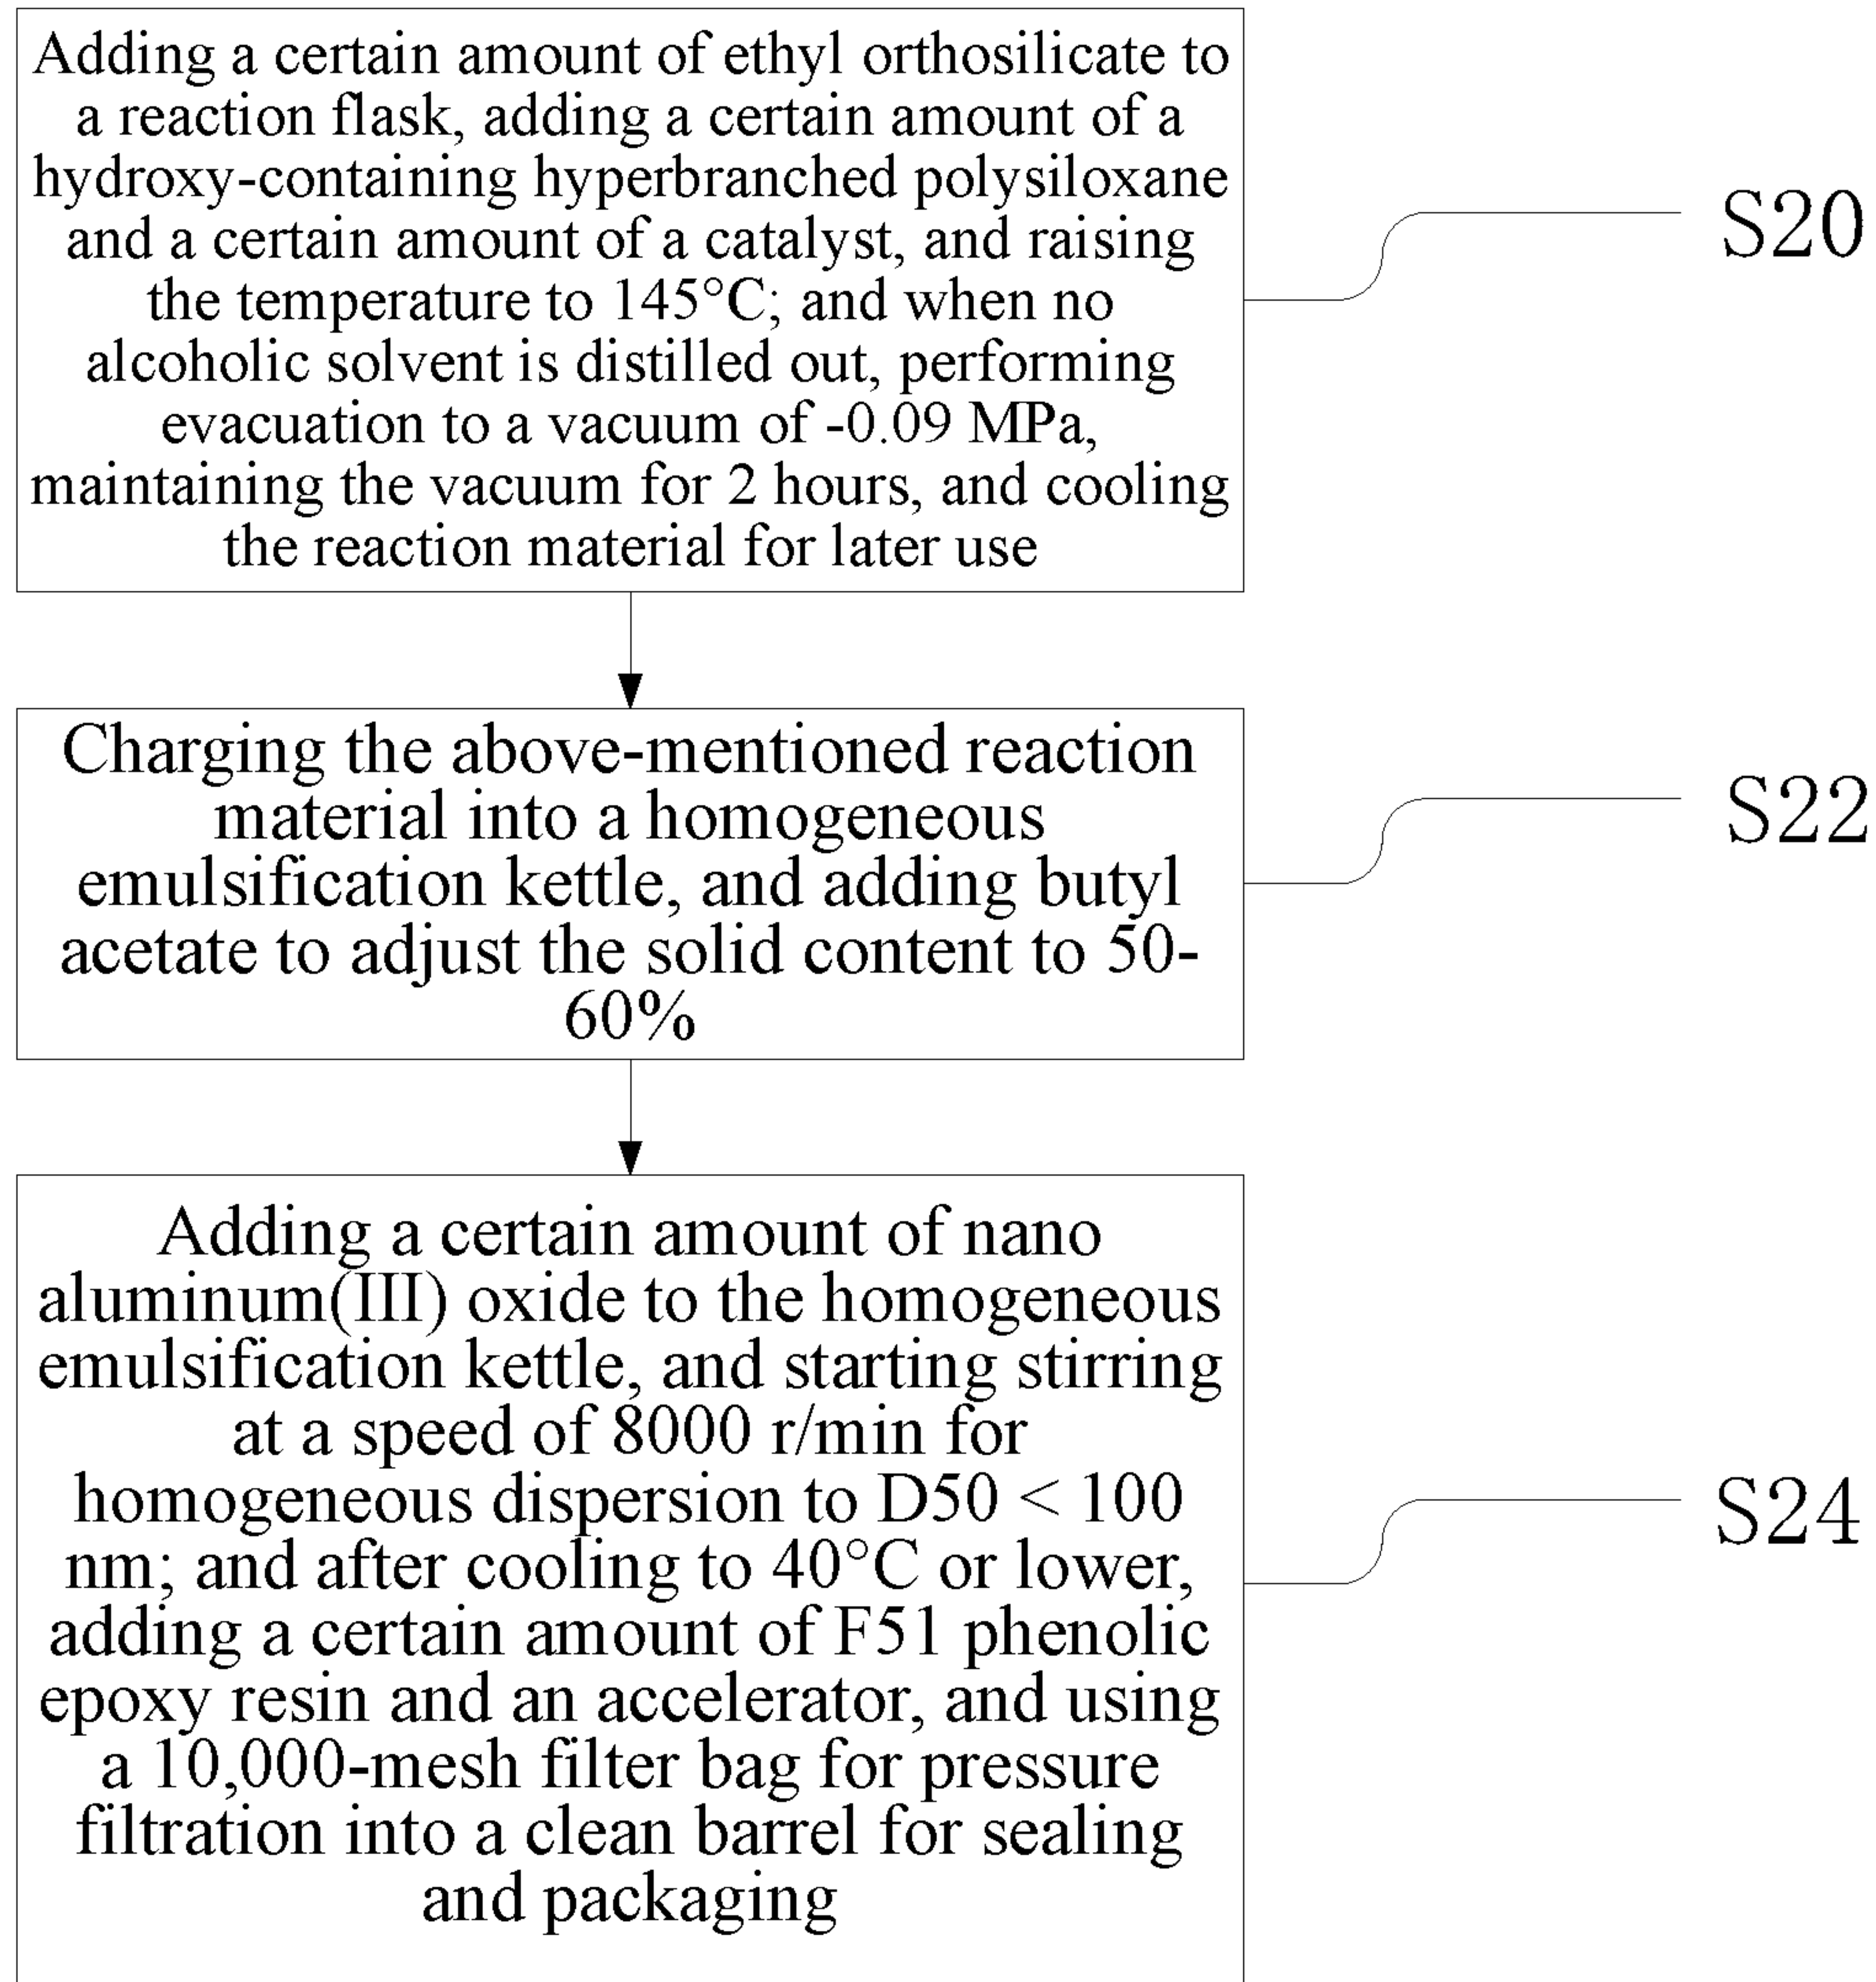 Adding a certain amount of ethyl orthosilicate to
a reaction flask, adding a certain amount of a
hydroxy-containing hyperbranched polysiloxane
and a certain amount of a catalyst, and raising
the temperature to 145°C; and when no
alcoholic solvent is distilled out, performing
evacuation to a vacuum of -0.09 MPa,
maintaining the vacuum for 2 hours, and cooling
the reaction material for later use
S20
Charging the above-mentioned reaction
material into a homogeneous
emulsification kettle, and adding butyl
acetate to adjust the solid content to 50-
60%
S22
Adding a certain amount of nano
aluminum(III) oxide to the homogeneous
emulsification kettle, and starting stirring
at a speed of 8000 r/min for
homogeneous dispersion to D50 < 100
nm; and after cooling to 40°C or lower,
adding a certain amount of F51 phenolic
epoxy resin and an accelerator, and using
a 10,000-mesh filter bag for pressure
filtration into a clean barrel for sealing
and packaging
S24